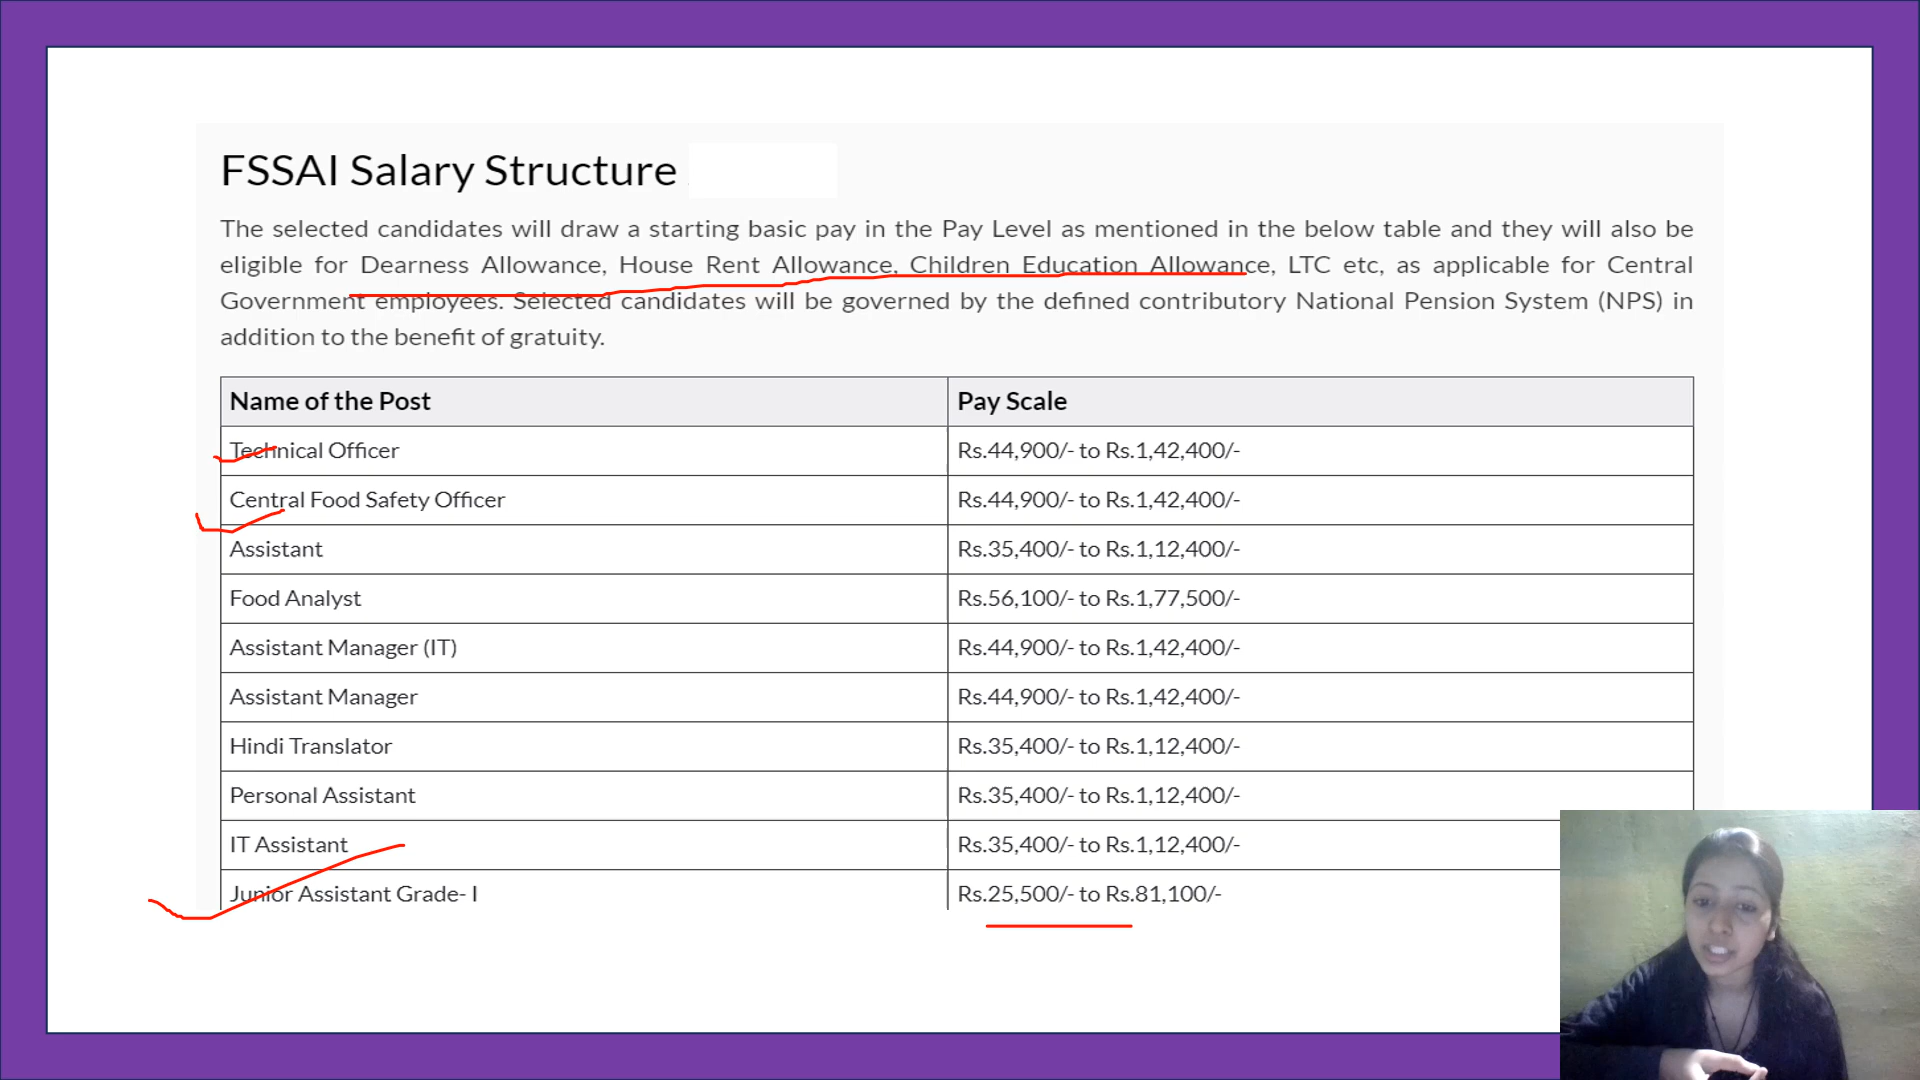 FSSAI Salary Structure
The selected candidates will draw a starting basic pay in the Pay Level as mentioned in the below table and they will also be
eligible for Dearness Allowance, House Rent Allowance, Children Education Allowance, LTC etc, as applicable for Central
Government employees. Selected candidates will be governed by the defined contributory National Pension System (NPS) in
addition to the benefit of gratuity.
Name of the Post Pay Scale
Technical Officer Rs.44,900/- to Rs.1,42,400/-
Central Food Safety Officer Rs.44,900/- to Rs.1,42,400/-
Assistant Rs.35,400/- to Rs.1,12,400/-
Food Analyst Rs.56,100/- to Rs.1,77,500/-
Assistant Manager (IT) Rs.44,900/- to Rs.1,42,400/-
Assistant Manager Rs.44,900/- to Rs.1,42,400/-
Hindi Translator Rs.35,400/- to Rs.1,12,400/-
Personal Assistant Rs.35,400/- to Rs.1,12,400/-
IT Assistant Rs.35,400/- to Rs.1,12,400/-
Junior Assistant Grade- I Rs.25,500/- to Rs.81,100/-